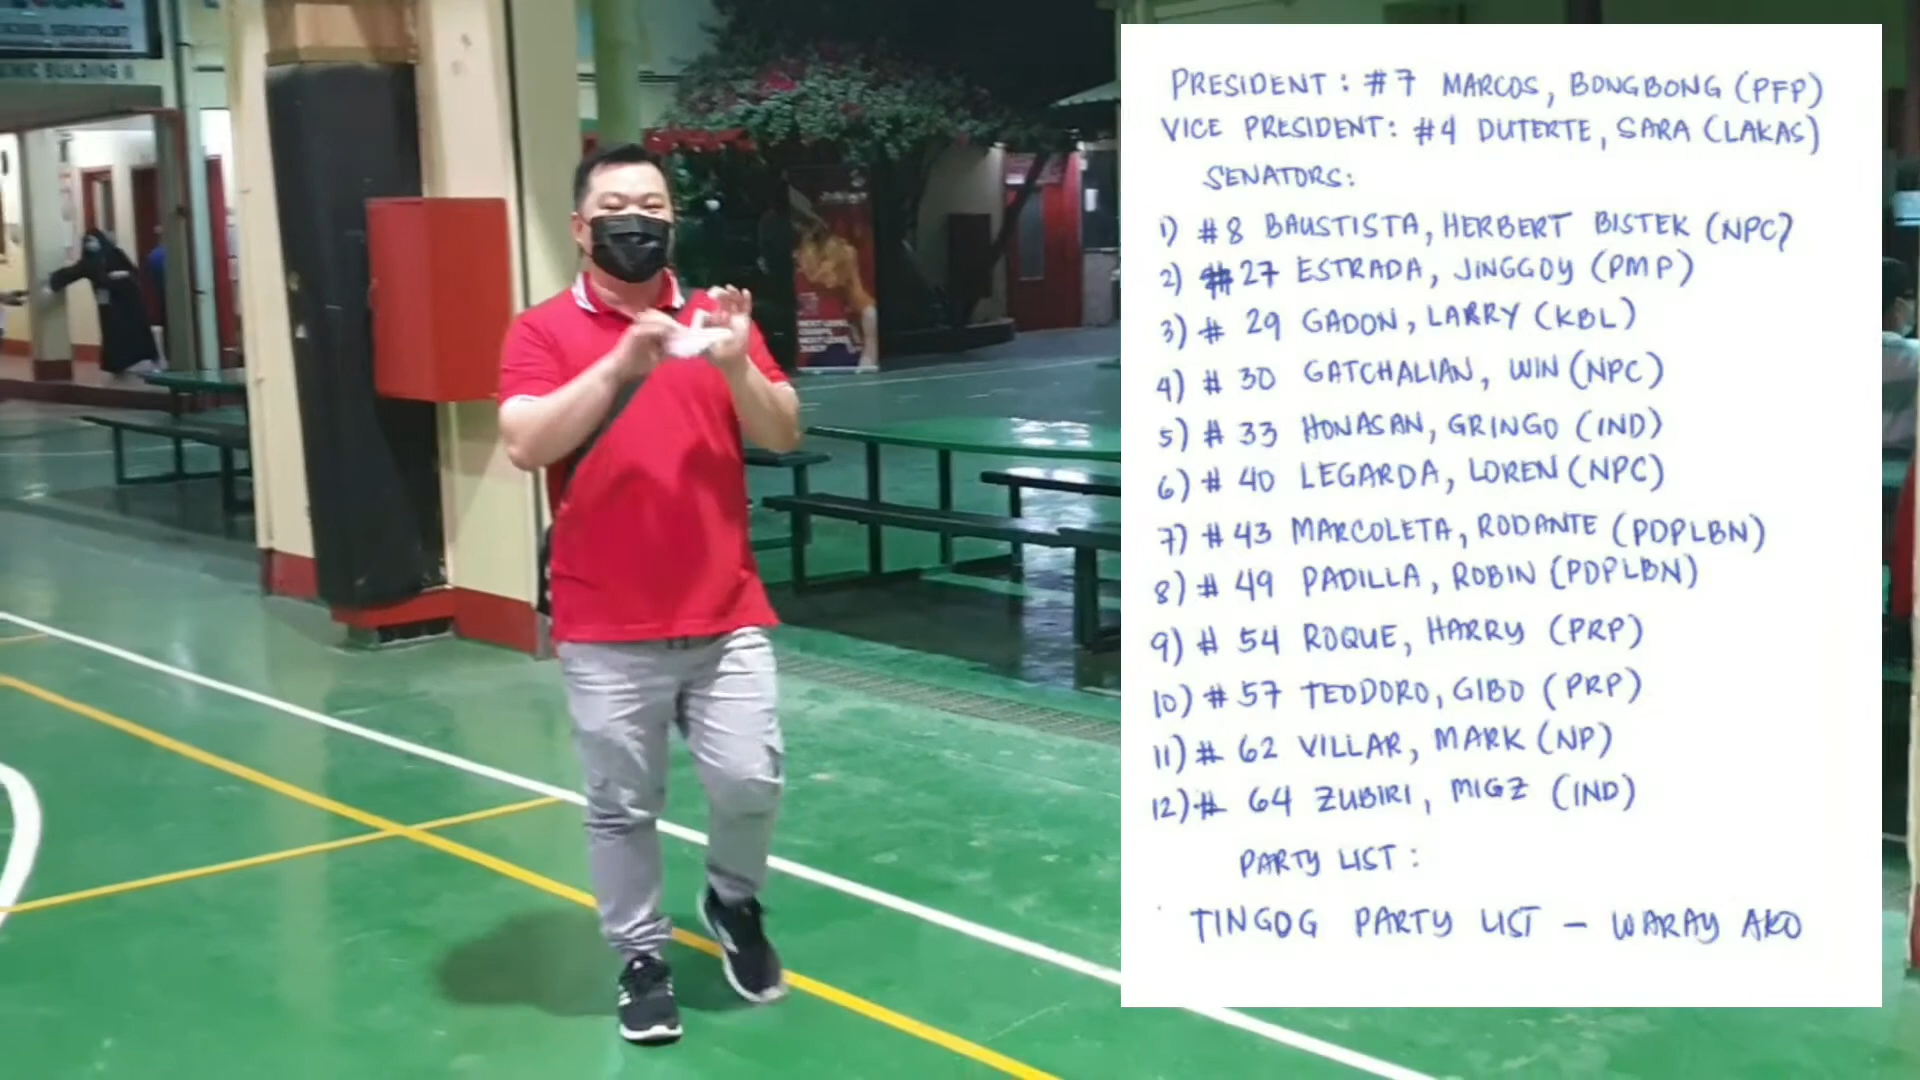 SCHOOL DEPARTMENT
BUILDING II
PRESIDENT : #7 MARCOS, BONGBONG (PFP)
VICE PRESIDENT: #4 DUTERTE, SARA (LAKAS)
SENATORS:
1) #8 BAUSTISTA, HERBERT BISTEK (NPC)
2) #27 ESTRADA, JINGGOY (PMP)
3) # 29 GADON, LARRY (KBL)
4) # 30 GATCHALIAN, WIN (NPC)
5) # 33 HONASAN, GRINGO (IND)
6) # 40 LEGARDA, LOREN (NPC)
7) # 43 MARCOLETA, RODANTE (PDPLBN)
8) # 49 PADILLA, ROBIN (PDPLBN)
9) # 54 ROQUE, HARRY (PRP)
10) # 57 TEODORO, GIBO (PRP)
11) # 62 VILLAR, MARK (NP)
12) # 64 ZUBIRI, MIGZ (IND)
PARTY LIST :
TINGOG PARTY LIST - WARAY AKO